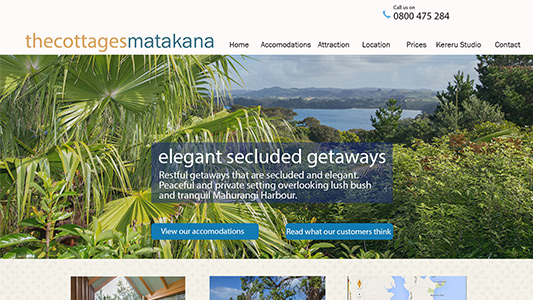 Call us on
0800 475 284
thecottagesmatakana
Home Accomodations Attraction Location Prices Kereru Studio Contact
elegant secluded getaways
Restful getaways that are secluded and elegant.
Peaceful and private setting overlooking lush bush
and tranquil Mahurangi Harbour.
View our accomodations
Read what our customers think